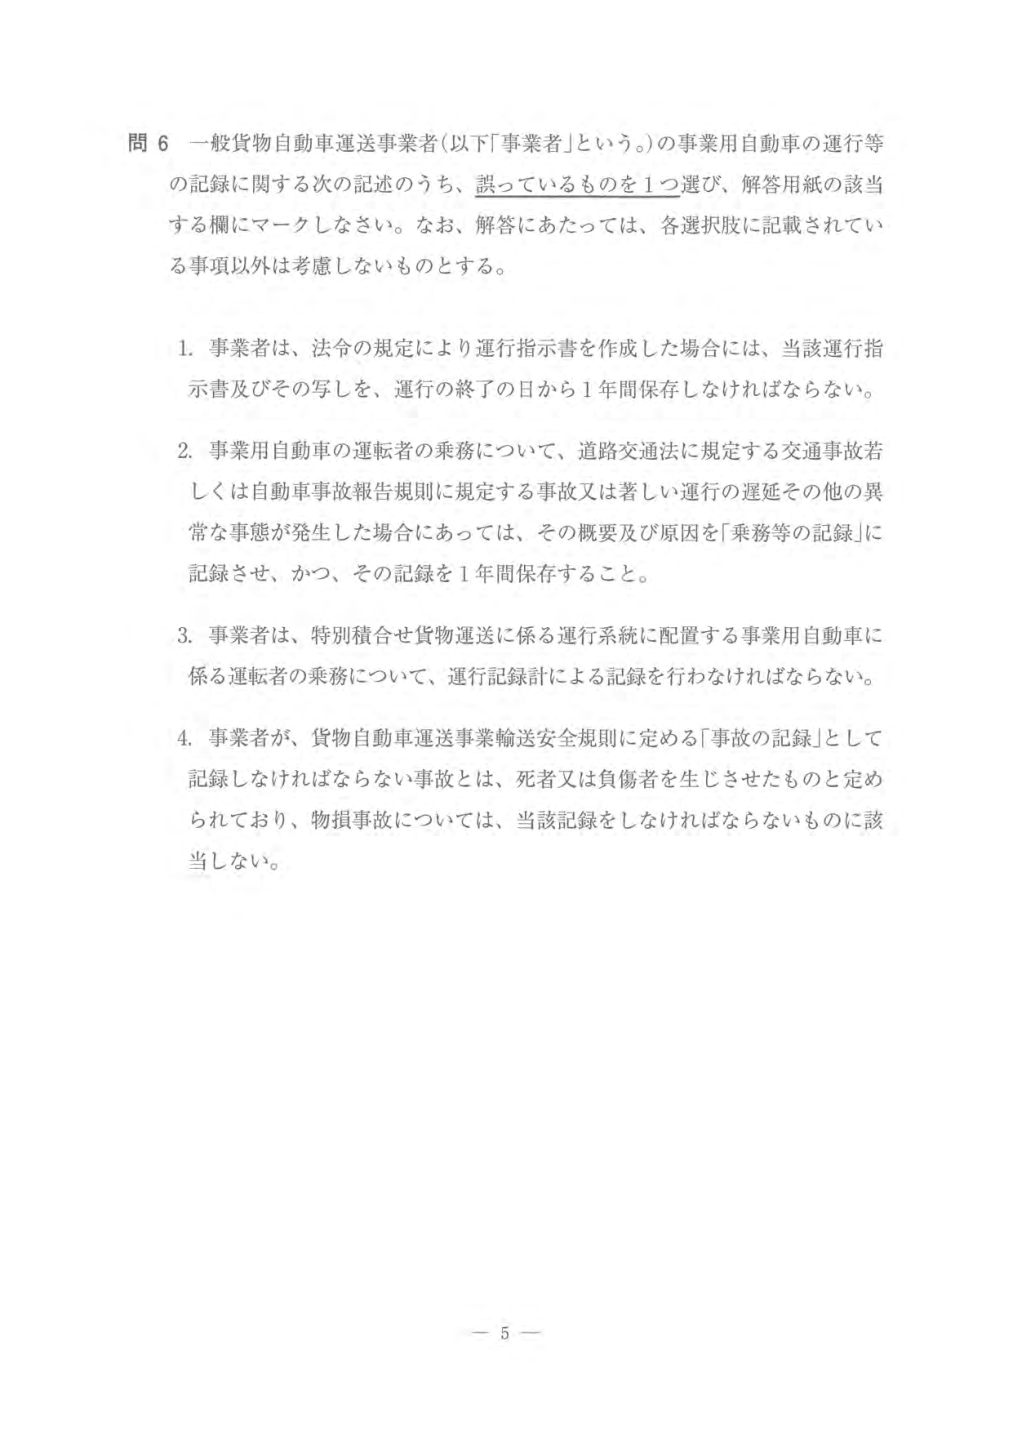 問 6　一般貨物自動車運送事業者(以下「事業者」という。)の事業用自動車の運行等
の記録に関する次の記述のうち、誤っているものを1つ選び、解答用紙の該当
する欄にマークしなさい。なお、解答にあたっては、各選択肢に記載されてい
る事項以外は考慮しないものとする。
1. 事業者は、法令の規定により運行指示書を作成した場合には、当該運行指
示書及びその写しを、運行の終了の日から1年間保存しなければならない。
2. 事業用自動車の運転者の乗務について、道路交通法に規定する交通事故若
しくは自動車事故報告規則に規定する事故又は著しい運行の遅延その他の異
常な事態が発生した場合にあっては、その概要及び原因を「乗務等の記録」に
記録させ、かつ、その記録を1年間保存すること。
3. 事業者は、特別積合せ貨物運送に係る運行系統に配置する事業用自動車に
係る運転者の乗務について、運行記録計による記録を行わなければならない。
4. 事業者が、貨物自動車運送事業輸送安全規則に定める「事故の記録」として
記録しなければならない事故とは、死者又は負傷者を生じさせたものと定め
られており、物損事故については、当該記録をしなければならないものに該
当しない。
― 5 ―